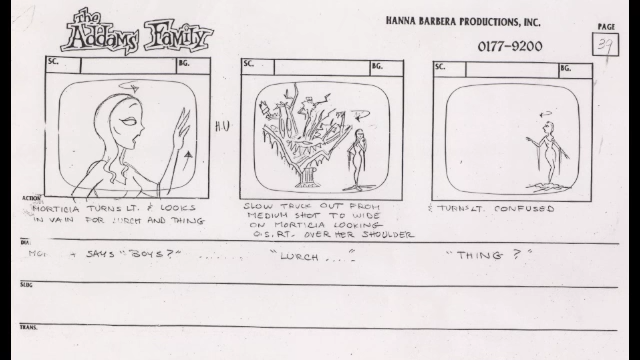 The Addams Family
HANNA BARBERA PRODUCTIONS, INC.
0177-9200
PAGE
39
SC. BG. SC. BG. SC. BG.
H.U.
ACTION
MORTICIA TURNS LT. & LOOKS
IN VAIN FOR LURCH AND THING
SLOW TRUCK OUT FROM
MEDIUM SHOT TO WIDE
ON MORTICIA LOOKING
O.S. RT. OVER HER SHOULDER
& TURNS LT. CONFUSED
DIA.
SAYS "BOYS?" ........ "LURCH ...." "THING?"
SLUG
TRANS.